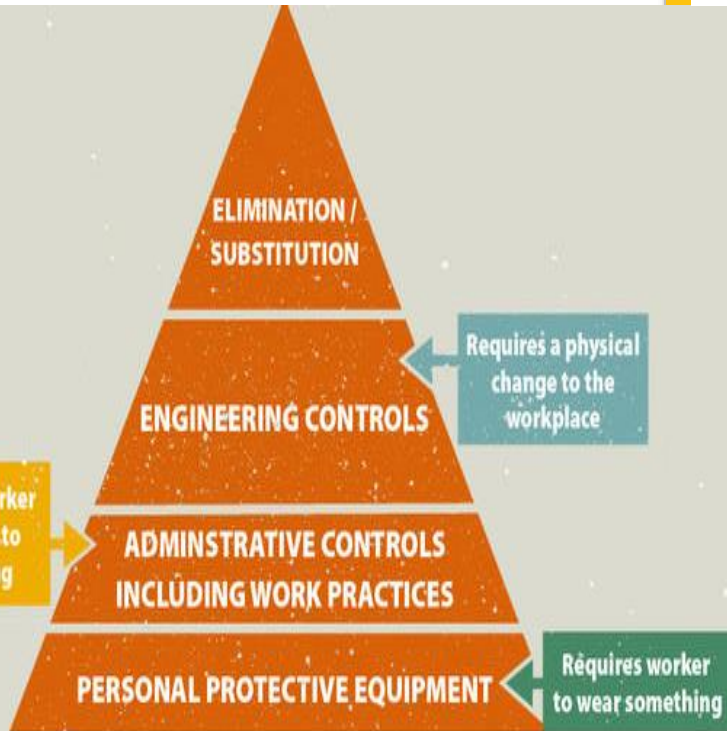 ELIMINATION /
SUBSTITUTION
Requires a physical
change to the
workplace
ENGINEERING CONTROLS
to
ADMINSTRATIVE CONTROLS
INCLUDING WORK PRACTICES
PERSONAL PROTECTIVE EQUIPMENT
Requires worker
to wear something